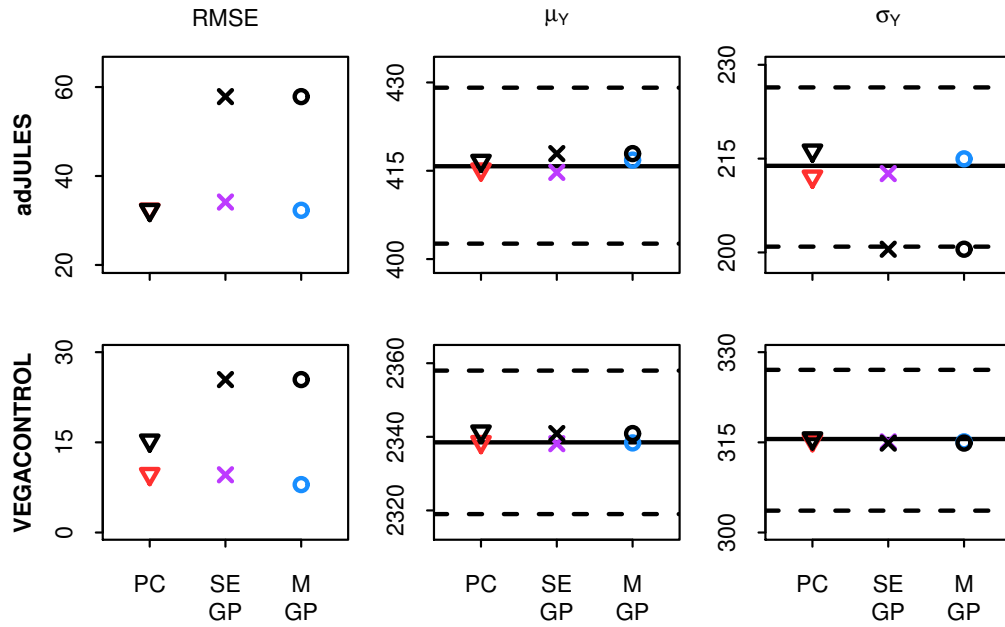 RMSE
μY
σY
adJULES
20 40 60
400 415 430
200 215 230
VEGACONTROL
0 15 30
2320 2340 2360
300 315 330
PC SE GP M GP
PC SE GP M GP
PC SE GP M GP